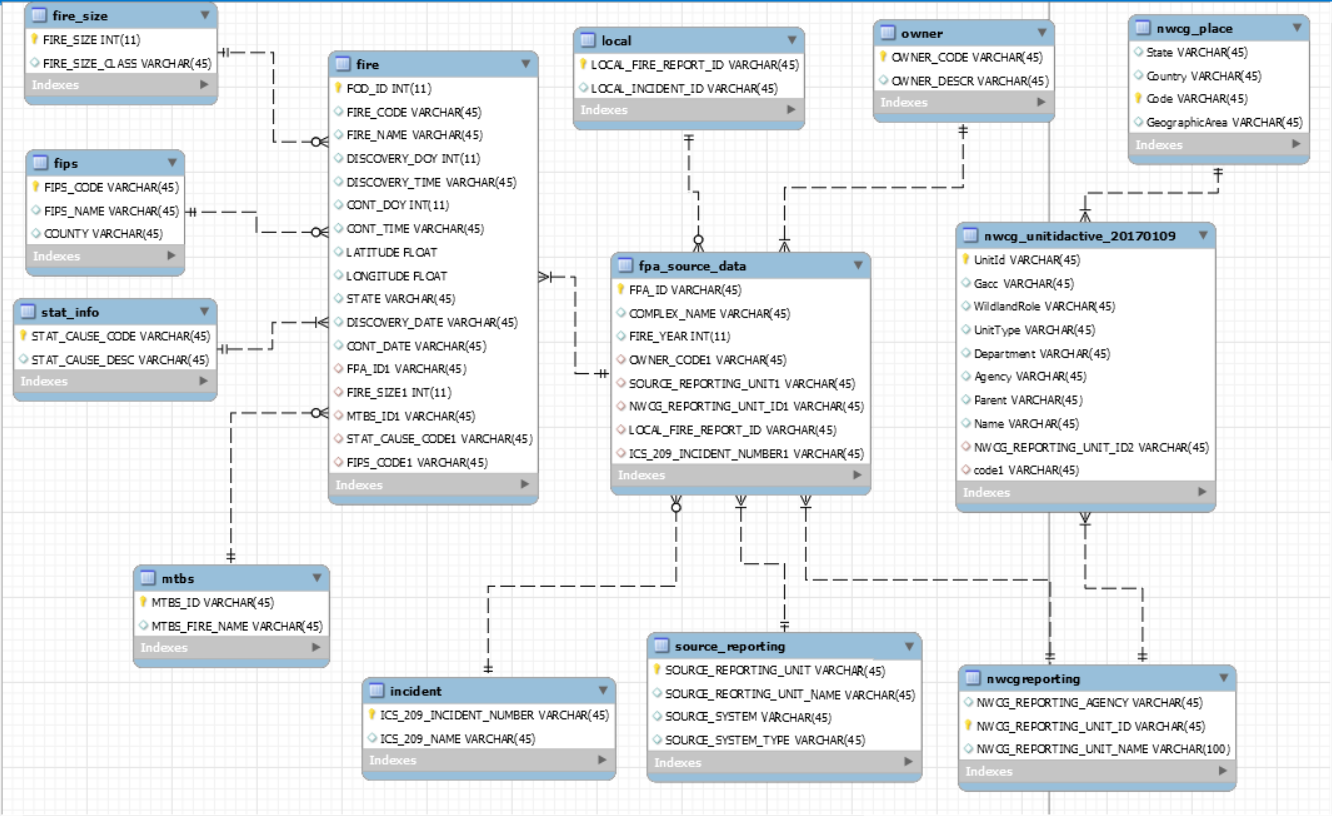 fire_size
FIRE_SIZE INT(11)
FIRE_SIZE_CLASS VARCHAR(45)
Indexes
fips
FIPS_CODE VARCHAR(45)
FIPS_NAME VARCHAR(45)
COUNTY VARCHAR(45)
Indexes
stat_info
STAT_CAUSE_CODE VARCHAR(45)
STAT_CAUSE_DESC VARCHAR(45)
Indexes
mtbs
MTBS_ID VARCHAR(45)
MTBS_FIRE_NAME VARCHAR(45)
Indexes
fire
FOD_ID INT(11)
FIRE_CODE VARCHAR(45)
FIRE_NAME VARCHAR(45)
DISCOVERY_DOY INT(11)
DISCOVERY_TIME VARCHAR(45)
CONT_DOY INT(11)
CONT_TIME VARCHAR(45)
LATITUDE FLOAT
LONGITUDE FLOAT
STATE VARCHAR(45)
DISCOVERY_DATE VARCHAR(45)
CONT_DATE VARCHAR(45)
FPA_ID1 VARCHAR(45)
FIRE_SIZE1 INT(11)
MTBS_ID1 VARCHAR(45)
STAT_CAUSE_CODE1 VARCHAR(45)
FIPS_CODE1 VARCHAR(45)
Indexes
local
LOCAL_FIRE_REPORT_ID VARCHAR(45)
LOCAL_INCIDENT_ID VARCHAR(45)
Indexes
owner
OWNER_CODE VARCHAR(45)
OWNER_DESCR VARCHAR(45)
Indexes
nwcg_place
State VARCHAR(45)
Country VARCHAR(45)
Code VARCHAR(45)
GeographicArea VARCHAR(45)
Indexes
fpa_source_data
FPA_ID VARCHAR(45)
COMPLEX_NAME VARCHAR(45)
FIRE_YEAR INT(11)
OWNER_CODE1 VARCHAR(45)
SOURCE_REPORTING_UNIT1 VARCHAR(45)
NWCG_REPORTING_UNIT_ID1 VARCHAR(45)
LOCAL_FIRE_REPORT_ID VARCHAR(45)
ICS_209_INCIDENT_NUMBER1 VARCHAR(45)
Indexes
nwcg_unitidactive_20170109
UnitId VARCHAR(45)
Gacc VARCHAR(45)
WildlandRole VARCHAR(45)
UnitType VARCHAR(45)
Department VARCHAR(45)
Agency VARCHAR(45)
Parent VARCHAR(45)
Name VARCHAR(45)
NWCG_REPORTING_UNIT_ID2 VARCHAR(45)
code1 VARCHAR(45)
Indexes
incident
ICS_209_INCIDENT_NUMBER VARCHAR(45)
ICS_209_NAME VARCHAR(45)
Indexes
source_reporting
SOURCE_REPORTING_UNIT VARCHAR(45)
SOURCE_REORTING_UNIT_NAME VARCHAR(45)
SOURCE_SYSTEM VARCHAR(45)
SOURCE_SYSTEM_TYPE VARCHAR(45)
Indexes
nwcgreporting
NWCG_REPORTING_AGENCY VARCHAR(45)
NWCG_REPORTING_UNIT_ID VARCHAR(45)
NWCG_REPORTING_UNIT_NAME VARCHAR(100)
Indexes